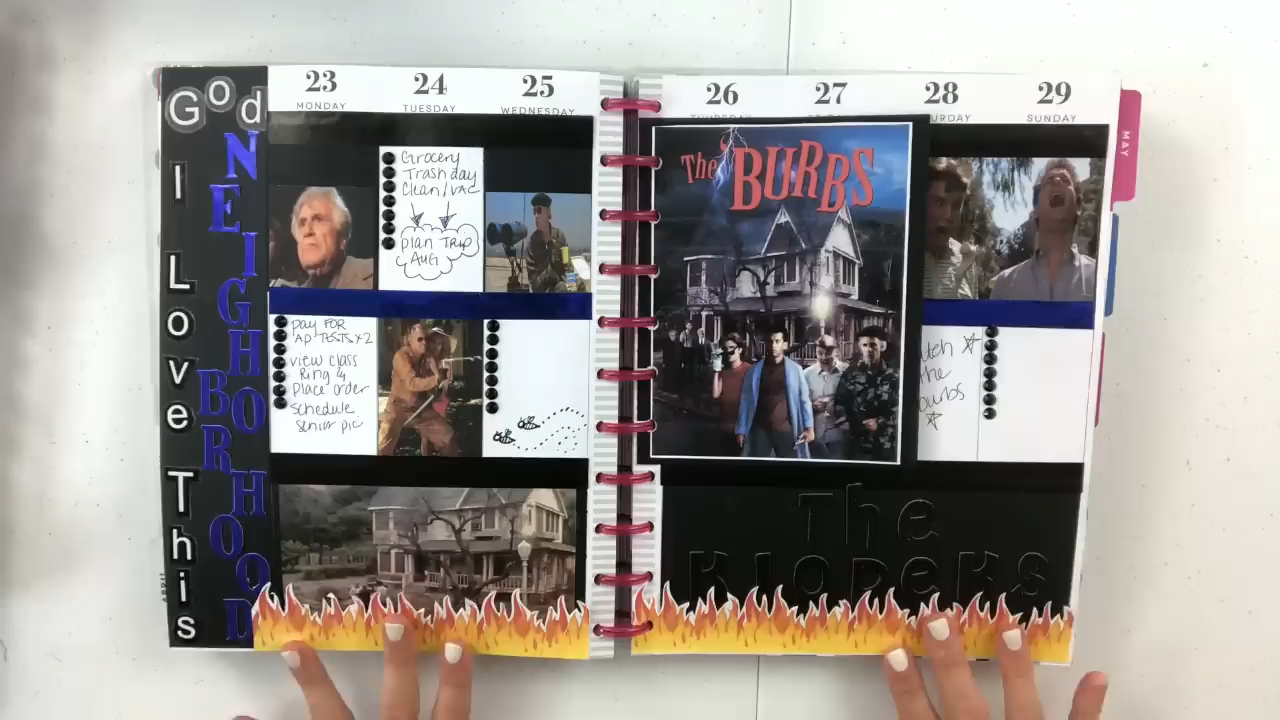 23 24 25 26 27 28 29
MONDAY TUESDAY WEDNESDAY SUNDAY
MAY
God
I Love This
NEIGHBORHOOD
Grocery
Trash day
Clean/vac
plan TRIP
AUG
pay FOR
AP TESTS x2
view class
Ring &
Place order
schedule
senior pic
The 'BURBS
the
The
Klopeks
APRIL